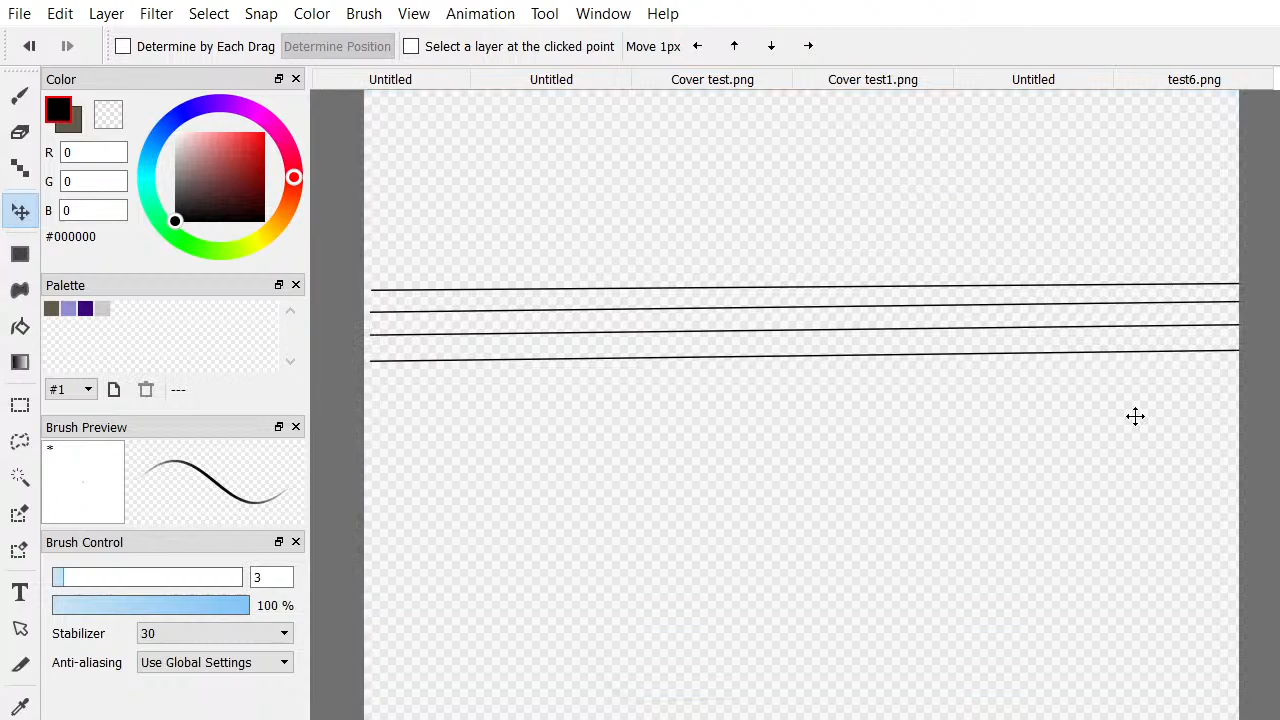 File Edit Layer Filter Select Snap Color Brush View Animation Tool Window Help
Determine by Each Drag Determine Position Select a layer at the clicked point Move 1px
Color Untitled Untitled Cover test.png Cover test1.png Untitled test6.png
R 0
G 0
B 0
#000000
Palette
#1 ---
Brush Preview
*
Brush Control
3
100 %
Stabilizer 30
Anti-aliasing Use Global Settings
T